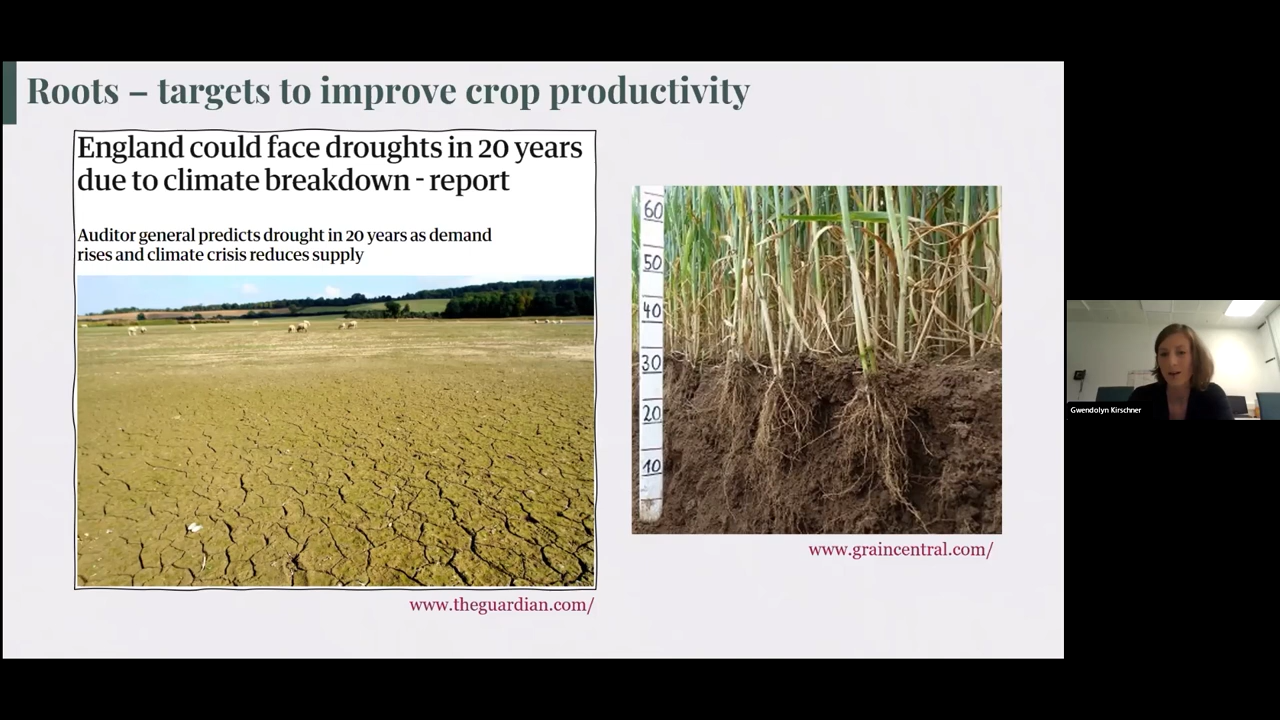 Roots – targets to improve crop productivity
England could face droughts in 20 years
due to climate breakdown - report
Auditor general predicts drought in 20 years as demand
rises and climate crisis reduces supply
www.theguardian.com/
60
50
40
30
20
10
www.graincentral.com/
Gwendolyn Kirschner